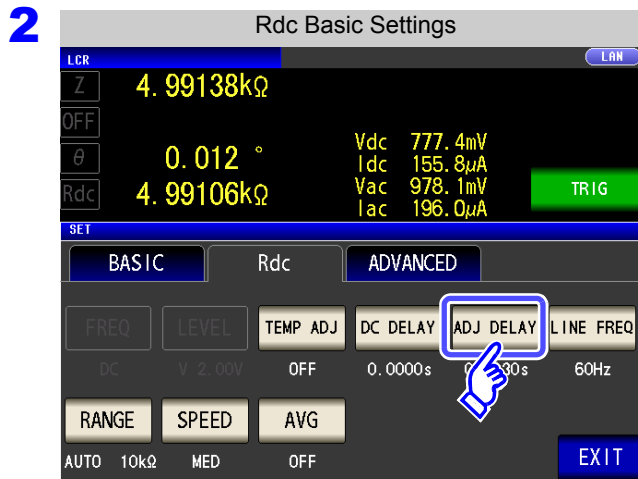 2
Rdc Basic Settings
LCR
LAN
Z 4.99138kΩ
OFF
θ 0.012 °
Rdc 4.99106kΩ
Vdc 777.4mV
Idc 155.8μA
Vac 978.1mV
Iac 196.0μA
TRIG
SET
BASIC Rdc ADVANCED
FREQ LEVEL TEMP ADJ DC DELAY ADJ DELAY LINE FREQ
DC V 2.00V OFF 0.0000s 60Hz
RANGE SPEED AVG
AUTO 10kΩ MED OFF
EXIT